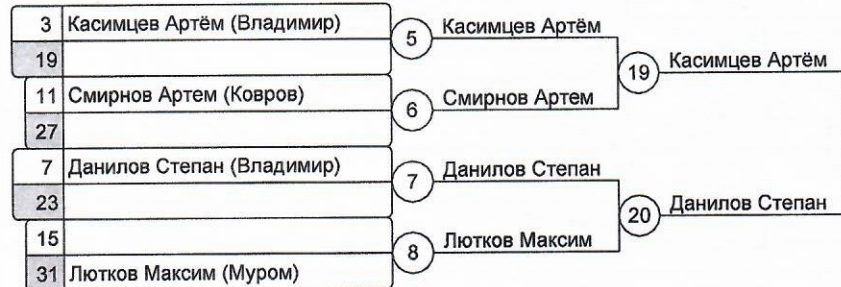 3 Касимцев Артём (Владимир)
19
5 Касимцев Артём
11 Смирнов Артем (Ковров)
27
6 Смирнов Артем
19 Касимцев Артём
7 Данилов Степан (Владимир)
23
7 Данилов Степан
15
31 Лютков Максим (Муром)
8 Лютков Максим
20 Данилов Степан